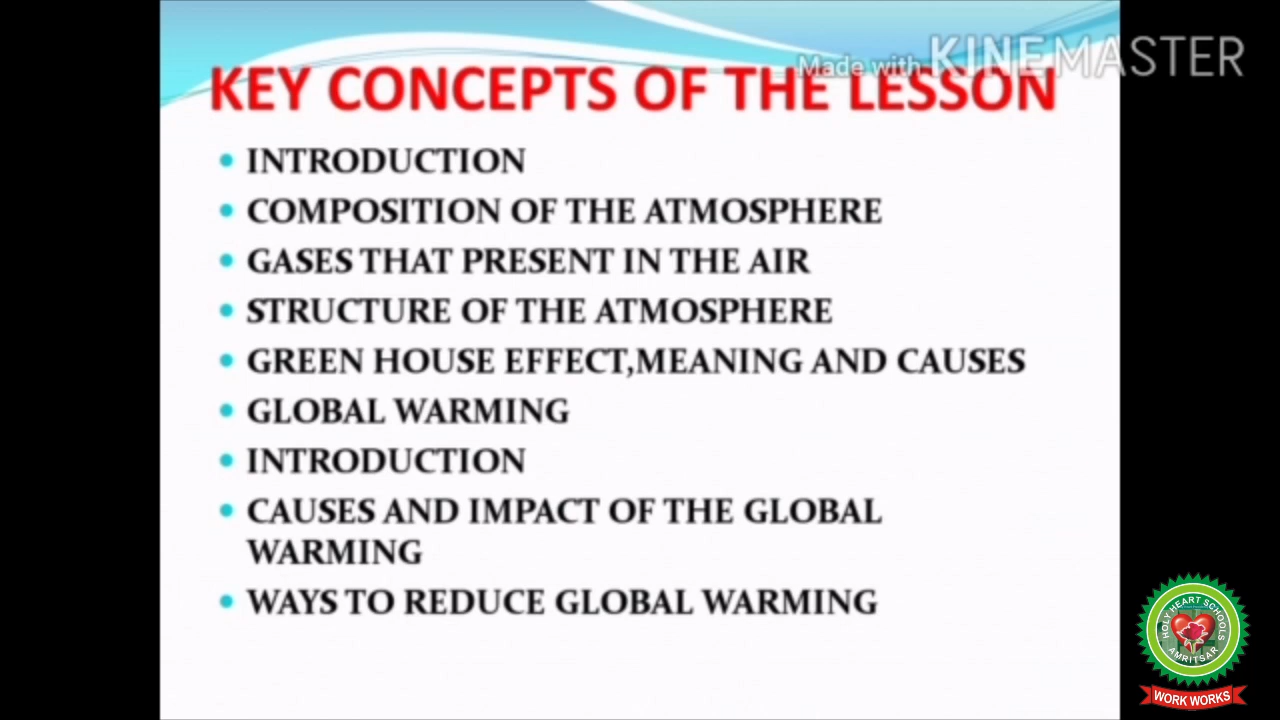 Made with KINEMASTER
KEY CONCEPTS OF THE LESSON
INTRODUCTION
COMPOSITION OF THE ATMOSPHERE
GASES THAT PRESENT IN THE AIR
STRUCTURE OF THE ATMOSPHERE
GREEN HOUSE EFFECT,MEANING AND CAUSES
GLOBAL WARMING
INTRODUCTION
CAUSES AND IMPACT OF THE GLOBAL
WARMING
WAYS TO REDUCE GLOBAL WARMING
HOLY HEART SCHOOLS
AMRITSAR
WORK WORKS